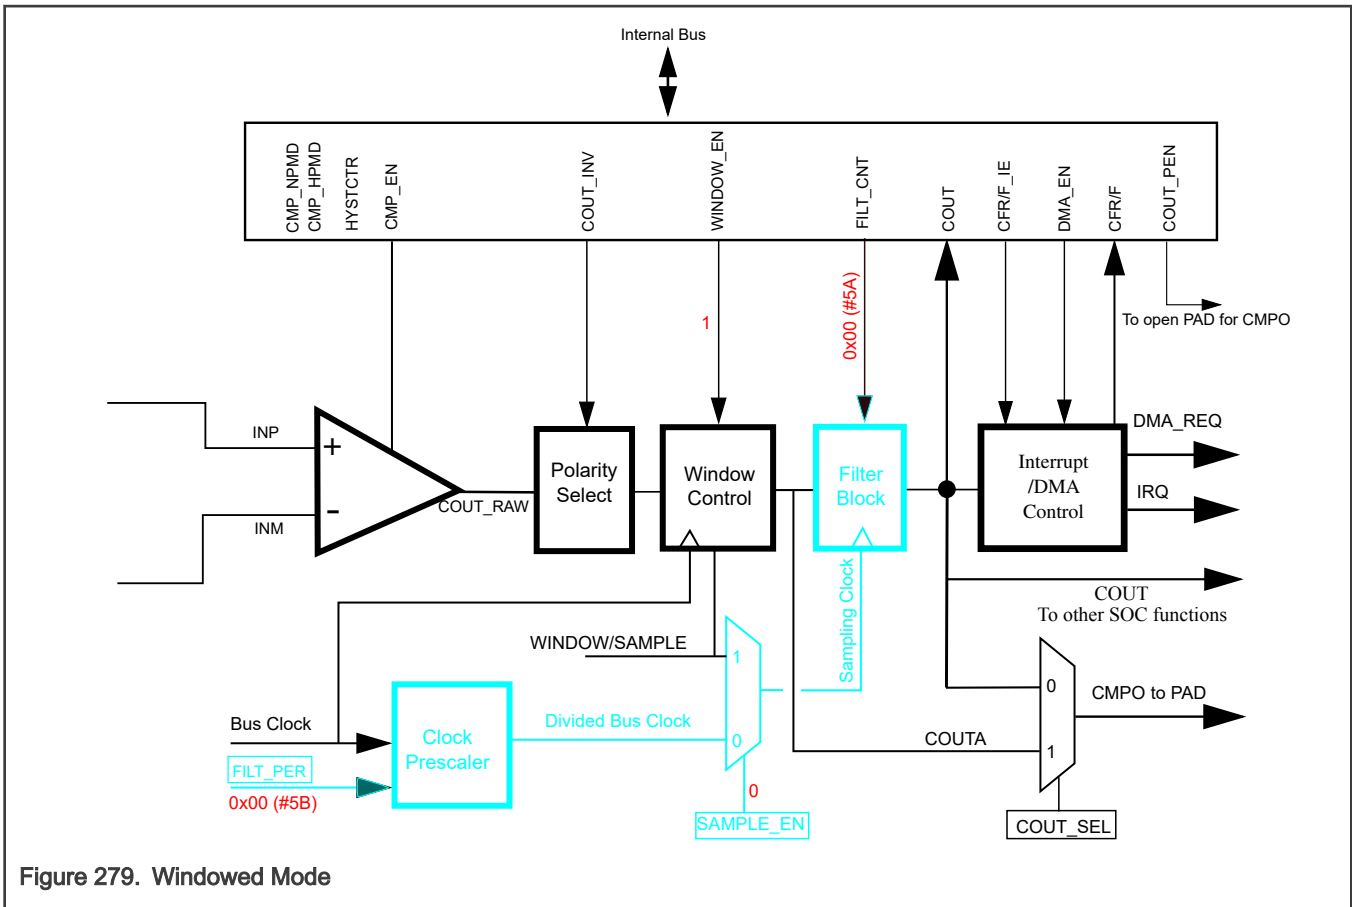 Internal Bus
CMP_NPMD
CMP_HPMD
HYSTCTR
CMP_EN
COUT_INV
WINDOW_EN
FILT_CNT
COUT
CFR/F_IE
DMA_EN
CFR/F
COUT_PEN
1
0x00 (#5A)
To open PAD for CMPO
INP
+
INM
-
COUT_RAW
Polarity
Select
Window
Control
Filter
Block
Interrupt
/DMA
Control
DMA_REQ
IRQ
COUT
To other SOC functions
Sampling Clock
WINDOW/SAMPLE
1
0
Bus Clock
FILT_PER
0x00 (#5B)
Clock
Prescaler
Divided Bus Clock
0
SAMPLE_EN
COUTA
0
1
CMPO to PAD
COUT_SEL
Figure 279. Windowed Mode